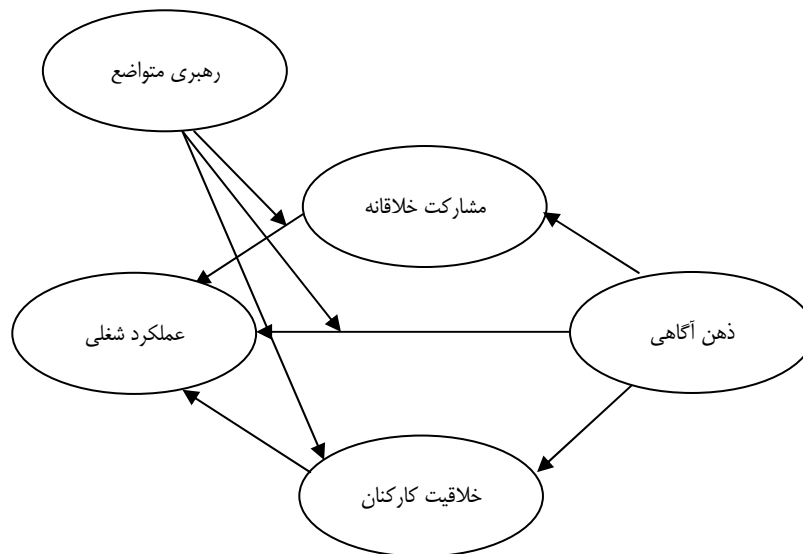 رهبری متواضع
مشارکت خلاقانه
ذهن آگاهی
عملکرد شغلی
خلاقیت کارکنان